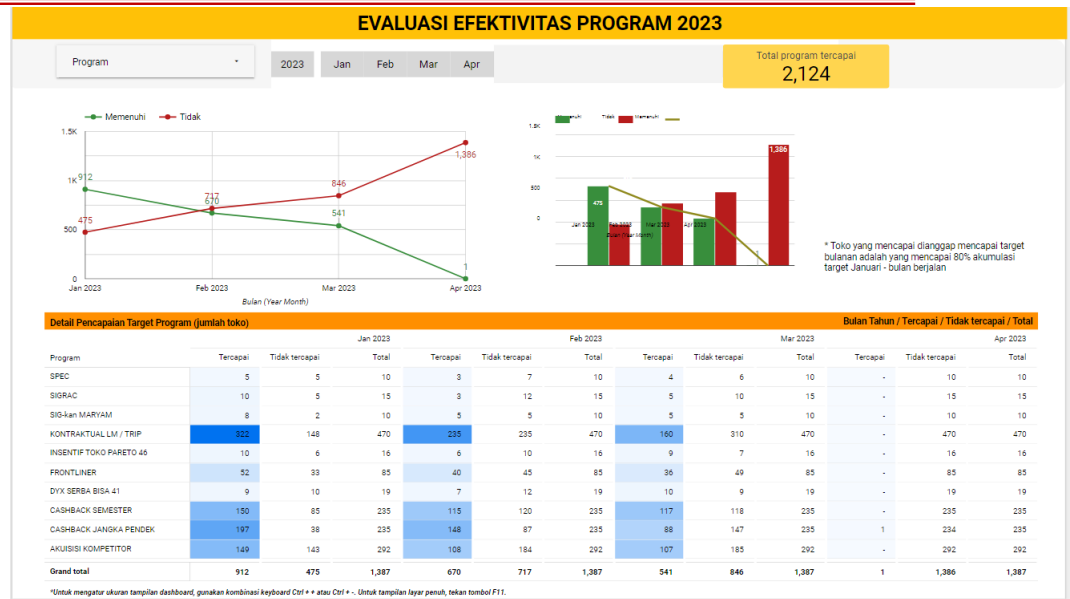 EVALUASI EFEKTIVITAS PROGRAM 2023
Program
2023 Jan Feb Mar Apr
Total program tercapai
2,124
Memenuhi Tidak
1.5K
1K
500
0
912
475
717
670
846
541
1,386
1
Jan 2023 Feb 2023 Mar 2023 Apr 2023
Bulan (Year Month)
Tidak Memenuhi
1.5K
1K
500
0
475
1,386
1
Jan 2023 Feb 2023 Mar 2023 Apr 2023
Bulan (Year Month)
* Toko yang mencapai dianggap mencapai target
bulanan adalah yang mencapai 80% akumulasi
target Januari - bulan berjalan
Detail Pencapaian Target Program (jumlah toko) Bulan Tahun / Tercapai / Tidak tercapai / Total
Jan 2023 Feb 2023 Mar 2023 Apr 2023
Program Tercapai Tidak tercapai Total Tercapai Tidak tercapai Total Tercapai Tidak tercapai Total Tercapai Tidak tercapai Total
SPEC 5 5 10 3 7 10 4 6 10 - 10 10
SIGRAC 10 5 15 3 12 15 5 10 15 - 15 15
SIG-kan MARYAM 8 2 10 5 5 10 5 5 10 - 10 10
KONTRAKTUAL LM / TRIP 322 148 470 235 235 470 160 310 470 - 470 470
INSENTIF TOKO PARETO 46 10 6 16 6 10 16 9 7 16 - 16 16
FRONTLINER 52 33 85 40 45 85 36 49 85 - 85 85
DYX SERBA BISA 41 9 10 19 7 12 19 10 9 19 - 19 19
CASHBACK SEMESTER 150 85 235 115 120 235 117 118 235 - 235 235
CASHBACK JANGKA PENDEK 197 38 235 148 87 235 88 147 235 1 234 235
AKUISISI KOMPETITOR 149 143 292 108 184 292 107 185 292 - 292 292
Grand total 912 475 1,387 670 717 1,387 541 846 1,387 1 1,386 1,387
*Untuk mengatur ukuran tampilan dashboard, gunakan kombinasi keyboard Ctrl + + atau Ctrl + -. Untuk tampilan layar penuh, tekan tombol F11.